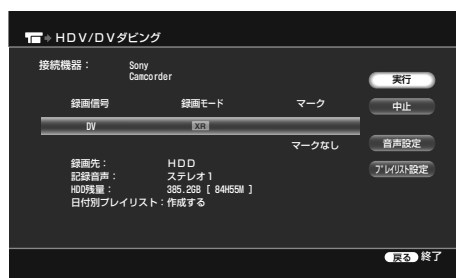 HDV/DVダビング
接続機器： Sony Camcorder
実行
録画信号 録画モード マーク
中止
DV XR
マークなし
音声設定
録画先： HDD
プレイリスト設定
記録音声： ステレオ1
HDD残量： 385.2GB [ 84H55M ]
日付別プレイリスト：作成する
戻る 終了